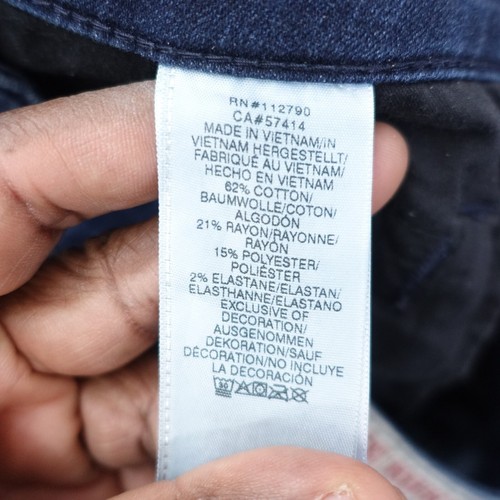 RN#112790
CA#57414
MADE IN VIETNAM/IN
VIETNAM HERGESTELLT/
FABRIQUÉ AU VIETNAM/
HECHO EN VIETNAM
62% COTTON/
BAUMWOLLE/COTON/
ALGODÓN
21% RAYON/RAYONNE/
RAYÓN
15% POLYESTER/
POLIÉSTER
2% ELASTANE/ELASTAN/
ELASTHANNE/ELASTANO
EXCLUSIVE OF
DECORATION/
AUSGENOMMEN
DEKORATION/SAUF
DÉCORATION/NO INCLUYE
LA DECORACIÓN